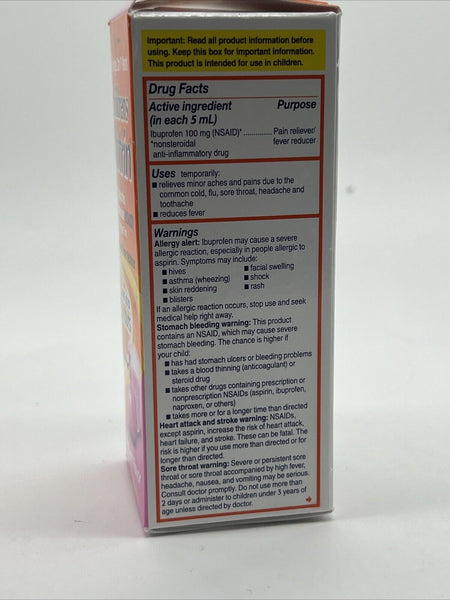 Important: Read all product information before
using. Keep this box for important information.
This product is intended for use in children.
Drug Facts
Active ingredient Purpose
(in each 5 mL)
Ibuprofen 100 mg (NSAID)* .............. Pain reliever/
*nonsteroidal fever reducer
anti-inflammatory drug
Uses temporarily:
■ relieves minor aches and pains due to the
common cold, flu, sore throat, headache and
toothache
■ reduces fever
Warnings
Allergy alert: Ibuprofen may cause a severe
allergic reaction, especially in people allergic to
aspirin. Symptoms may include:
■ hives ■ facial swelling
■ asthma (wheezing) ■ shock
■ skin reddening ■ rash
■ blisters
If an allergic reaction occurs, stop use and seek
medical help right away.
Stomach bleeding warning: This product
contains an NSAID, which may cause severe
stomach bleeding. The chance is higher if
your child:
■ has had stomach ulcers or bleeding problems
■ takes a blood thinning (anticoagulant) or
steroid drug
■ takes other drugs containing prescription or
nonprescription NSAIDs (aspirin, ibuprofen,
naproxen, or others)
■ takes more or for a longer time than directed
Heart attack and stroke warning: NSAIDs,
except aspirin, increase the risk of heart attack,
heart failure, and stroke. These can be fatal. The
risk is higher if you use more than directed or for
longer than directed.
Sore throat warning: Severe or persistent sore
throat or sore throat accompanied by high fever,
headache, nausea, and vomiting may be serious.
Consult doctor promptly. Do not use more than
2 days or administer to children under 3 years of
age unless directed by doctor.